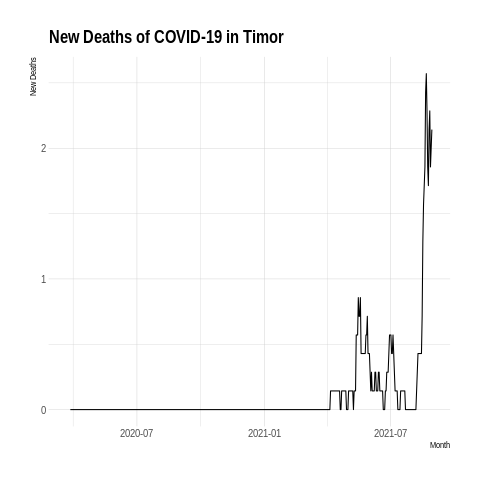 New Deaths of COVID-19 in Timor
New Deaths
2
1
0
2020-07 2021-01 2021-07
Month